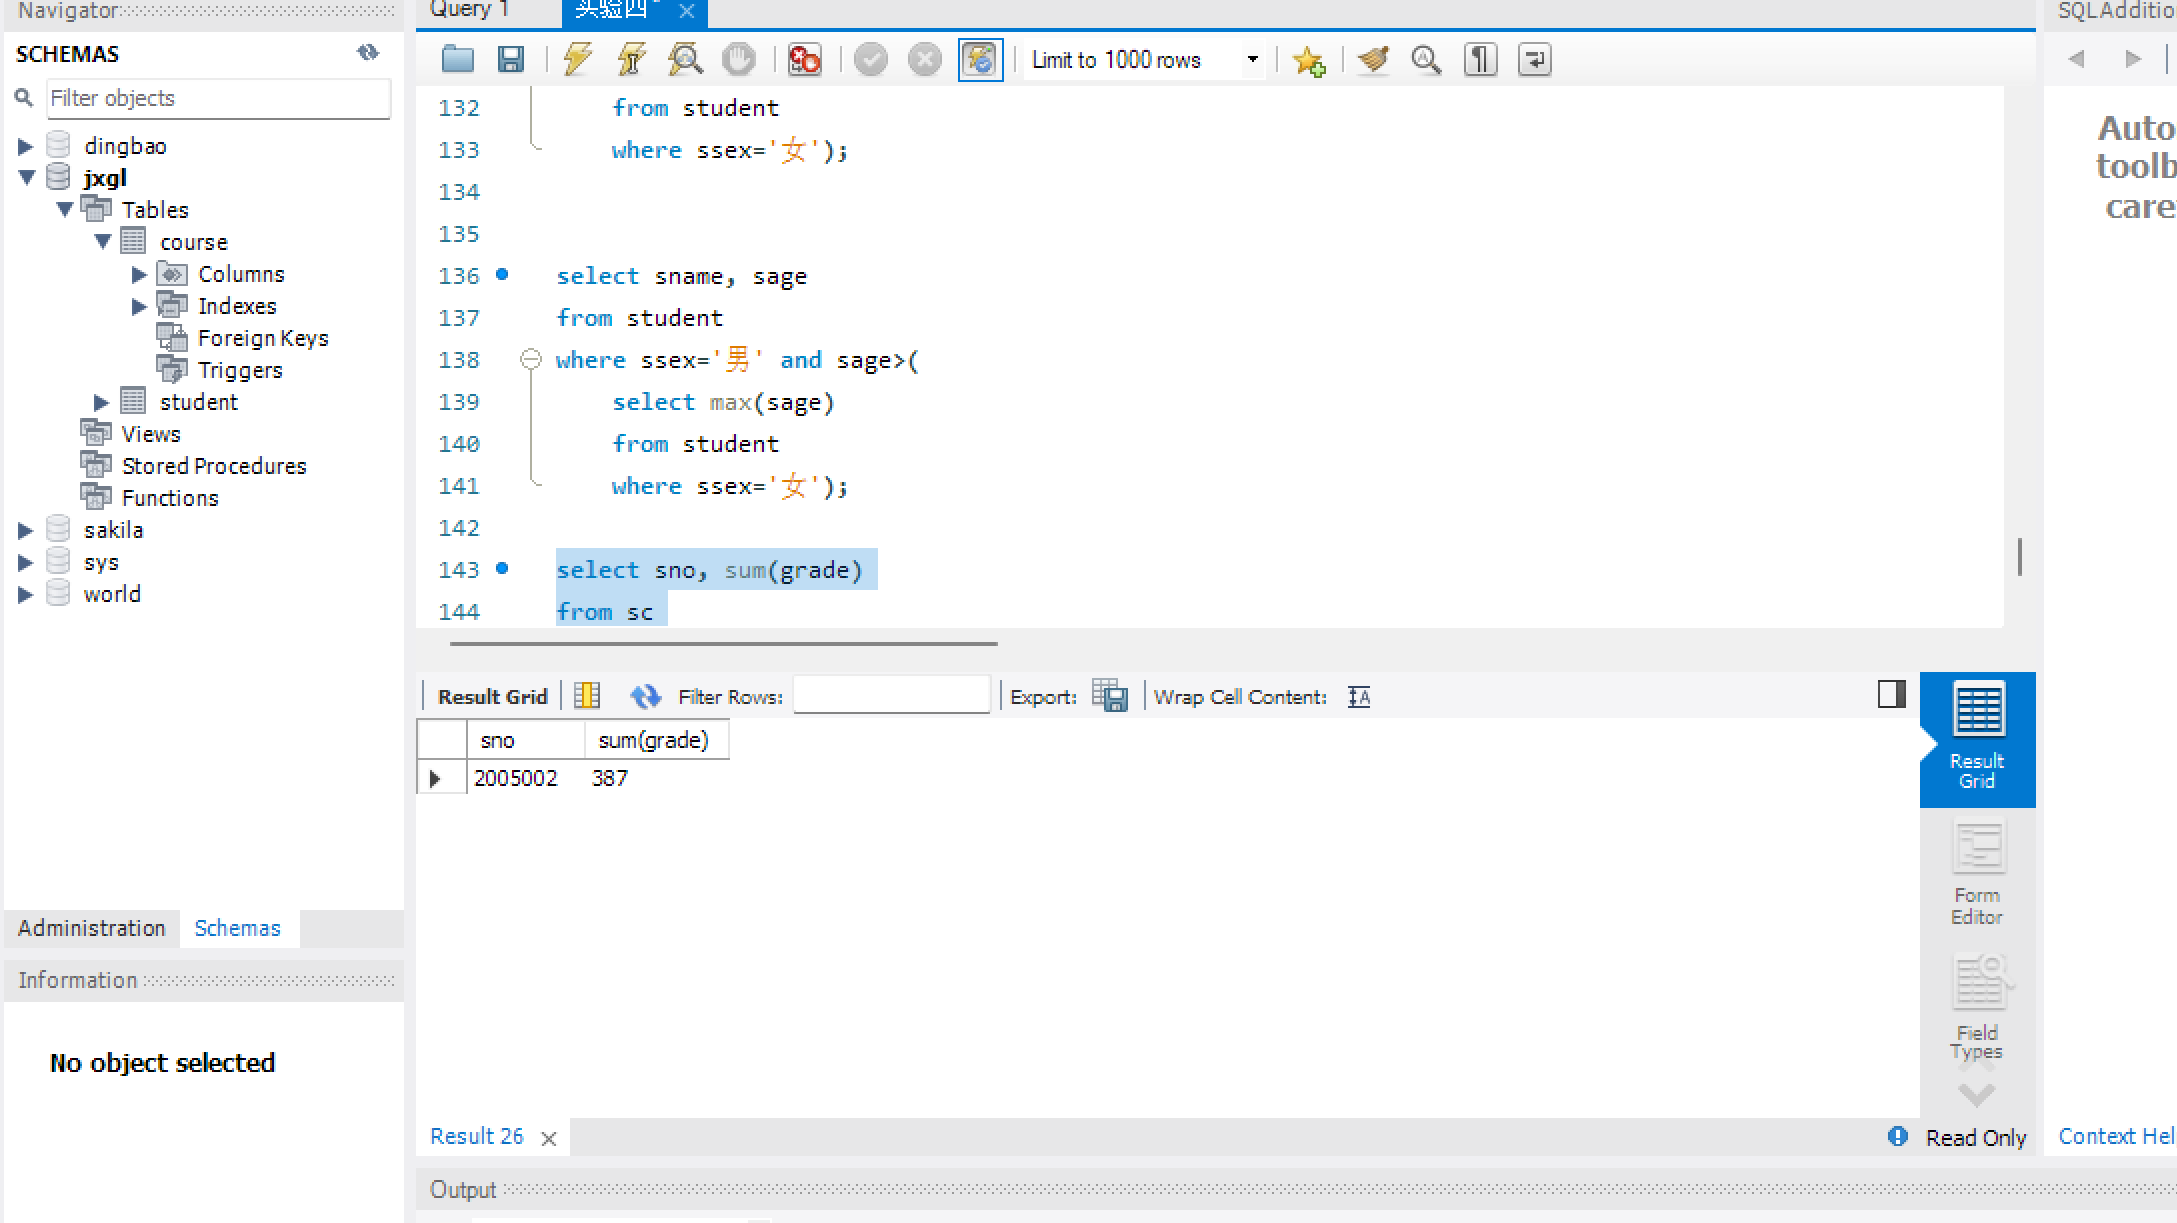 Navigator
SCHEMAS
Filter objects
dingbao
jxgl
Tables
course
Columns
Indexes
Foreign Keys
Triggers
student
Views
Stored Procedures
Functions
sakila
sys
world
Administration Schemas
Information
No object selected
Query 1 实验四* ×
Limit to 1000 rows
132 from student
133 where ssex='女');
134
135
136 select sname, sage
137 from student
138 where ssex='男' and sage>(
139 select max(sage)
140 from student
141 where ssex='女');
142
143 select sno, sum(grade)
144 from sc
Result Grid Filter Rows: Export: Wrap Cell Content:
sno sum(grade)
2005002 387
Result
Grid
Form
Editor
Field
Types
Result 26 Read Only
Output
SQLAdditio
Auto
toolb
care
Context Hel